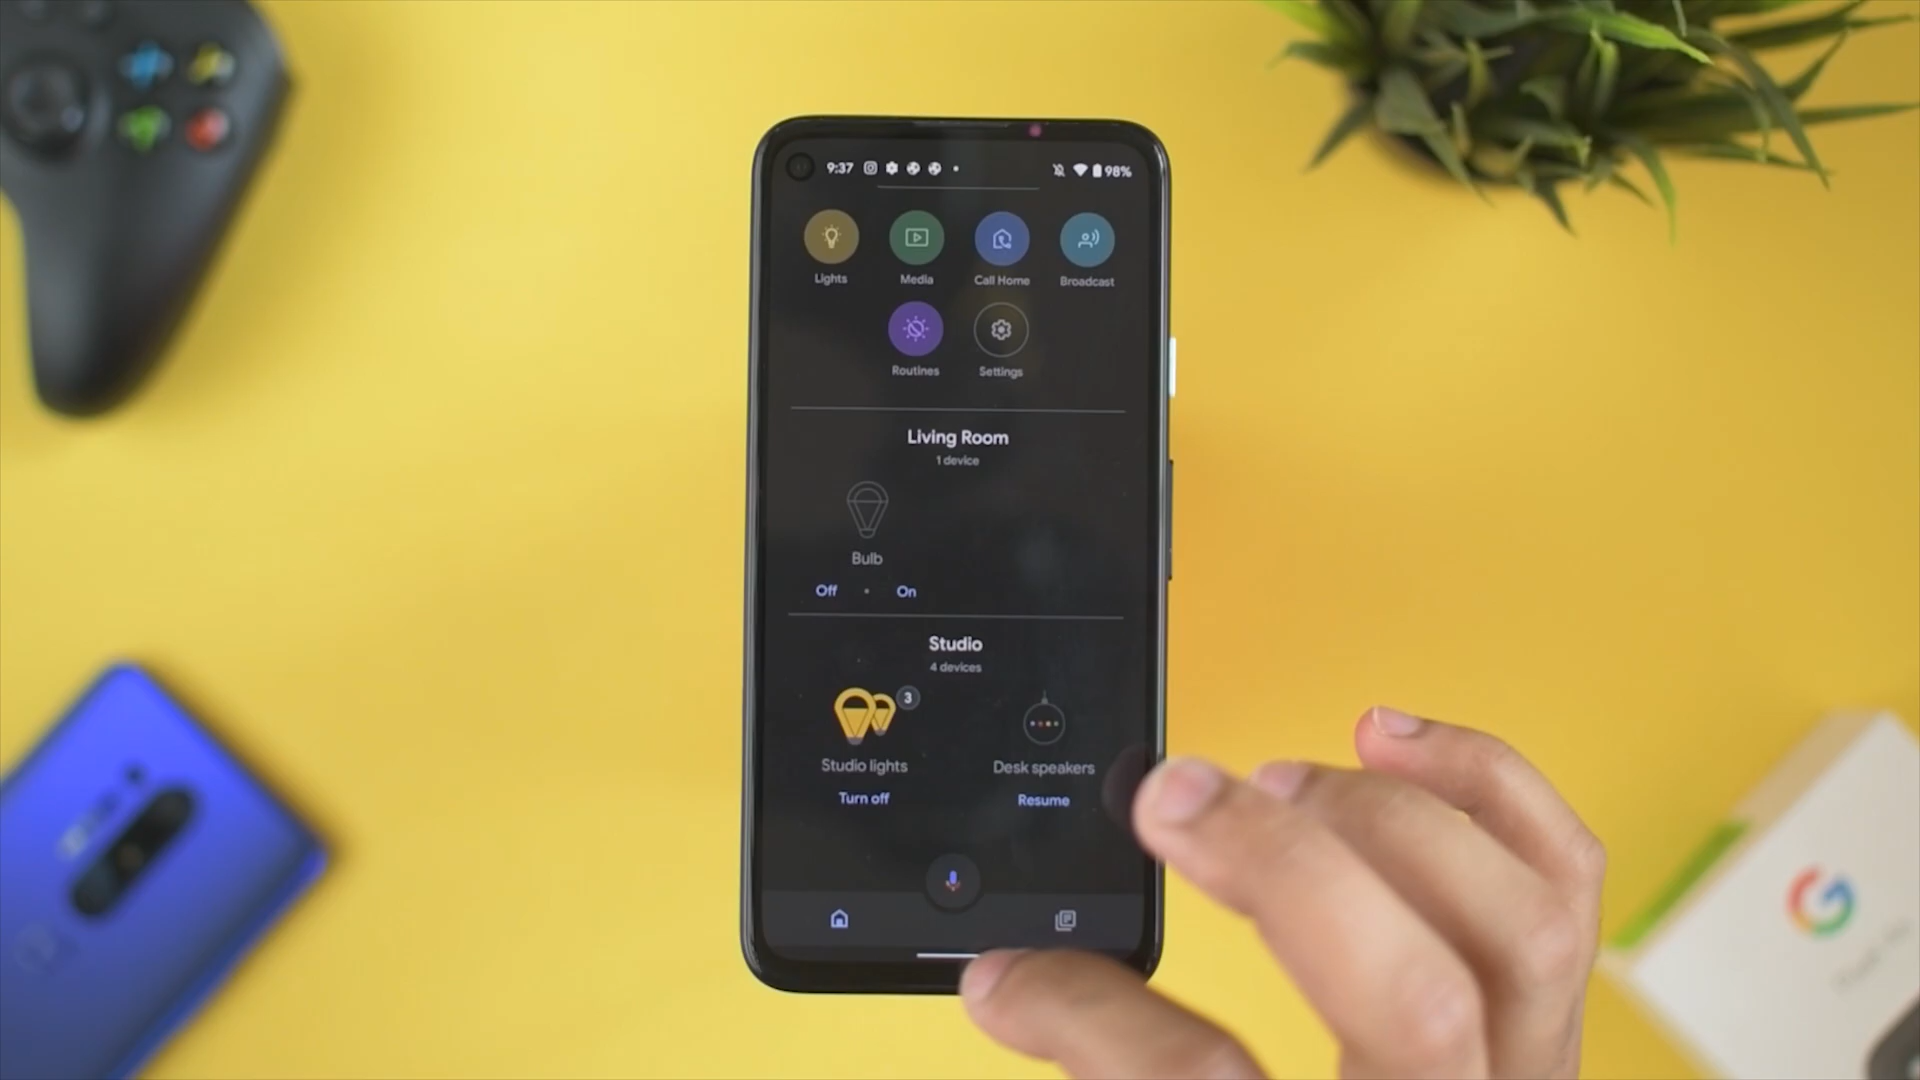 9:37
98%
Lights
Media
Call Home
Broadcast
Routines
Settings
Living Room
1 device
Bulb
Off • On
Studio
4 devices
3
Studio lights
Desk speakers
Turn off
Resume
G